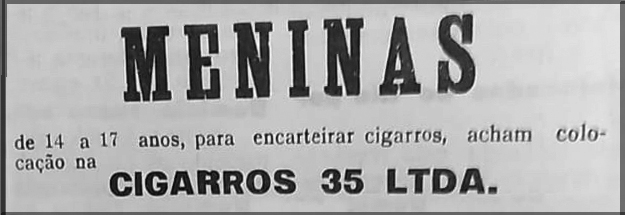 MENINAS
de 14 a 17 anos, para encarteirar cigarros, acham colo-
cação na
CIGARROS 35 LTDA.